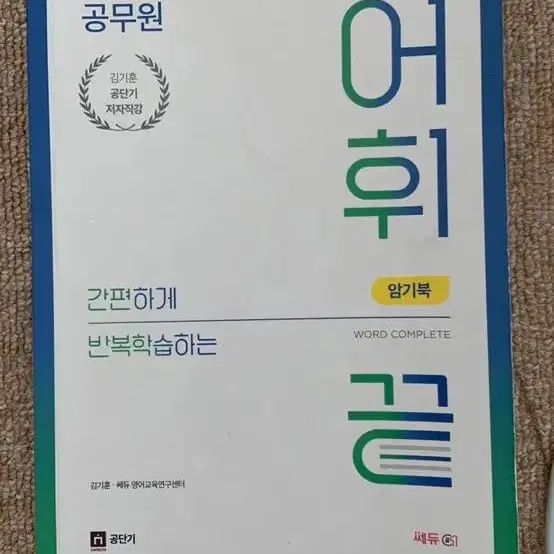 공무원
어휘끝
김기훈
공단기
저자직강
간편하게
반복학습하는
암기북
WORD COMPLETE
김기훈 · 쎄듀 영어교육연구센터
공단기
쎄듀